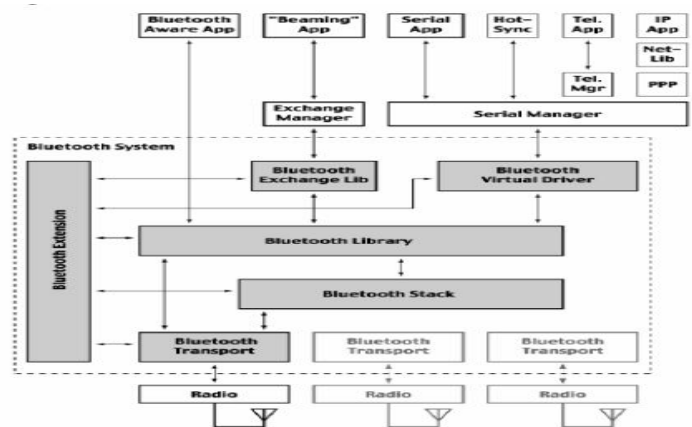 Bluetooth
Aware App
"Beaming"
App
Serial
App
Hot-
Sync
Tel.
App
IP
App
Net-
Lib
Tel.
Mgr
PPP
Exchange
Manager
Serial Manager
Bluetooth System
Bluetooth
Exchange Lib
Bluetooth
Virtual Driver
Bluetooth Extension
Bluetooth Library
Bluetooth Stack
Bluetooth
Transport
Bluetooth
Transport
Bluetooth
Transport
Radio
Radio
Radio